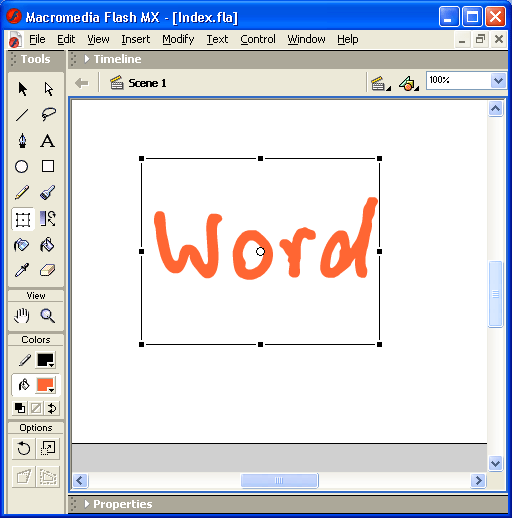 Macromedia Flash MX - [Index.fla]
File Edit View Insert Modify Text Control Window Help
Tools
Timeline
Scene 1
100%
A
Word
View
Colors
Options
Properties